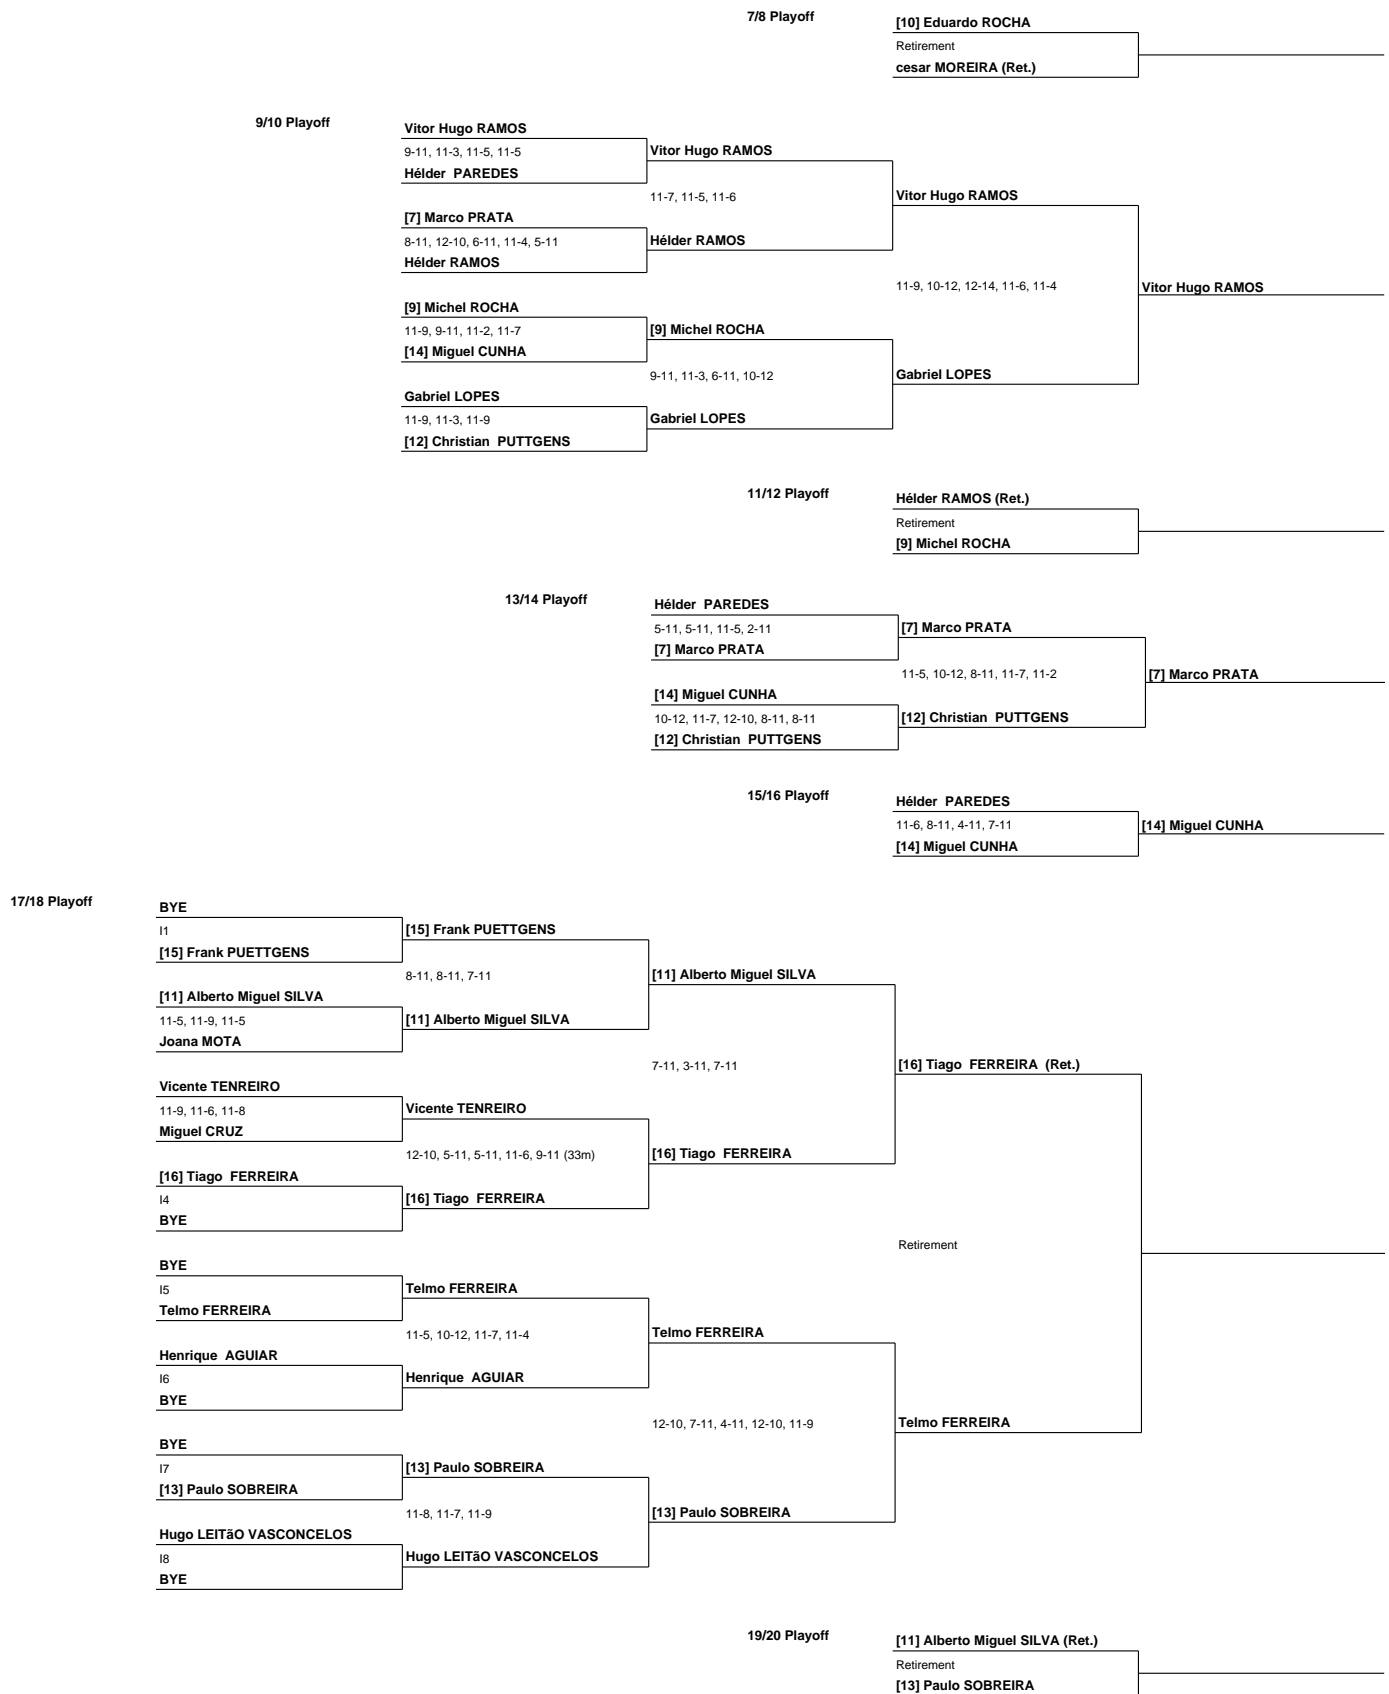 7/8 Playoff
[10] Eduardo ROCHA
Retirement
cesar MOREIRA (Ret.)
9/10 Playoff
Vitor Hugo RAMOS
9-11, 11-3, 11-5, 11-5
Hélder  PAREDES
Vitor Hugo RAMOS
11-7, 11-5, 11-6
Vitor Hugo RAMOS
[7] Marco PRATA
8-11, 12-10, 6-11, 11-4, 5-11
Hélder RAMOS
Hélder RAMOS
11-9, 10-12, 12-14, 11-6, 11-4
Vitor Hugo RAMOS
[9] Michel ROCHA
11-9, 9-11, 11-2, 11-7
[14] Miguel CUNHA
[9] Michel ROCHA
9-11, 11-3, 6-11, 10-12
Gabriel LOPES
Gabriel LOPES
11-9, 11-3, 11-9
[12] Christian  PUTTGENS
Gabriel LOPES
11/12 Playoff
Hélder RAMOS (Ret.)
Retirement
[9] Michel ROCHA
13/14 Playoff
Hélder  PAREDES
5-11, 5-11, 11-5, 2-11
[7] Marco PRATA
[7] Marco PRATA
11-5, 10-12, 8-11, 11-7, 11-2
[7] Marco PRATA
[14] Miguel CUNHA
10-12, 11-7, 12-10, 8-11, 8-11
[12] Christian  PUTTGENS
[12] Christian  PUTTGENS
15/16 Playoff
Hélder  PAREDES
11-6, 8-11, 4-11, 7-11
[14] Miguel CUNHA
[14] Miguel CUNHA
17/18 Playoff
BYE
I1
[15] Frank PUETTGENS
[15] Frank PUETTGENS
8-11, 8-11, 7-11
[11] Alberto Miguel SILVA
[11] Alberto Miguel SILVA
11-5, 11-9, 11-5
Joana MOTA
[11] Alberto Miguel SILVA
7-11, 3-11, 7-11
[16] Tiago  FERREIRA  (Ret.)
Vicente TENREIRO
11-9, 11-6, 11-8
Miguel CRUZ
Vicente TENREIRO
12-10, 5-11, 5-11, 11-6, 9-11 (33m)
[16] Tiago  FERREIRA
[16] Tiago  FERREIRA
I4
BYE
[16] Tiago  FERREIRA
Retirement
BYE
I5
Telmo FERREIRA
Telmo FERREIRA
11-5, 10-12, 11-7, 11-4
Telmo FERREIRA
Henrique  AGUIAR
I6
BYE
Henrique  AGUIAR
12-10, 7-11, 4-11, 12-10, 11-9
Telmo FERREIRA
BYE
I7
[13] Paulo SOBREIRA
[13] Paulo SOBREIRA
11-8, 11-7, 11-9
[13] Paulo SOBREIRA
Hugo LEITãO VASCONCELOS
I8
BYE
Hugo LEITãO VASCONCELOS
19/20 Playoff
[11] Alberto Miguel SILVA (Ret.)
Retirement
[13] Paulo SOBREIRA